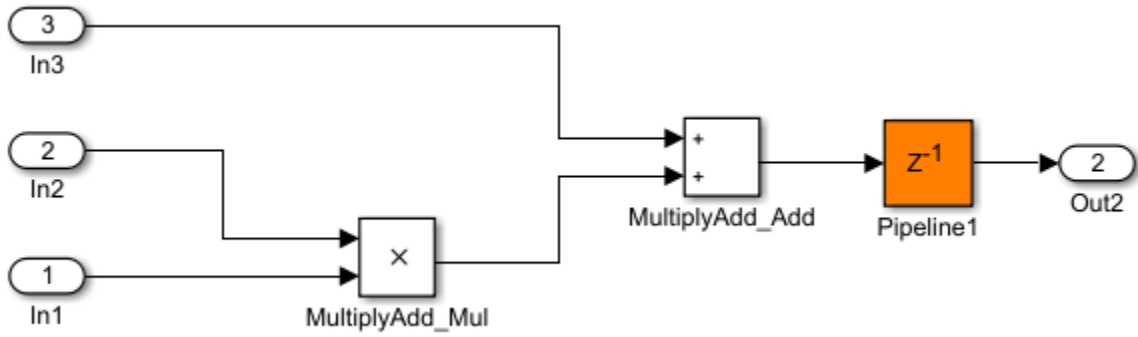 3
In3
2
In2
1
In1
×
MultiplyAdd_Mul
+
+
MultiplyAdd_Add
Z-1
Pipeline1
2
Out2